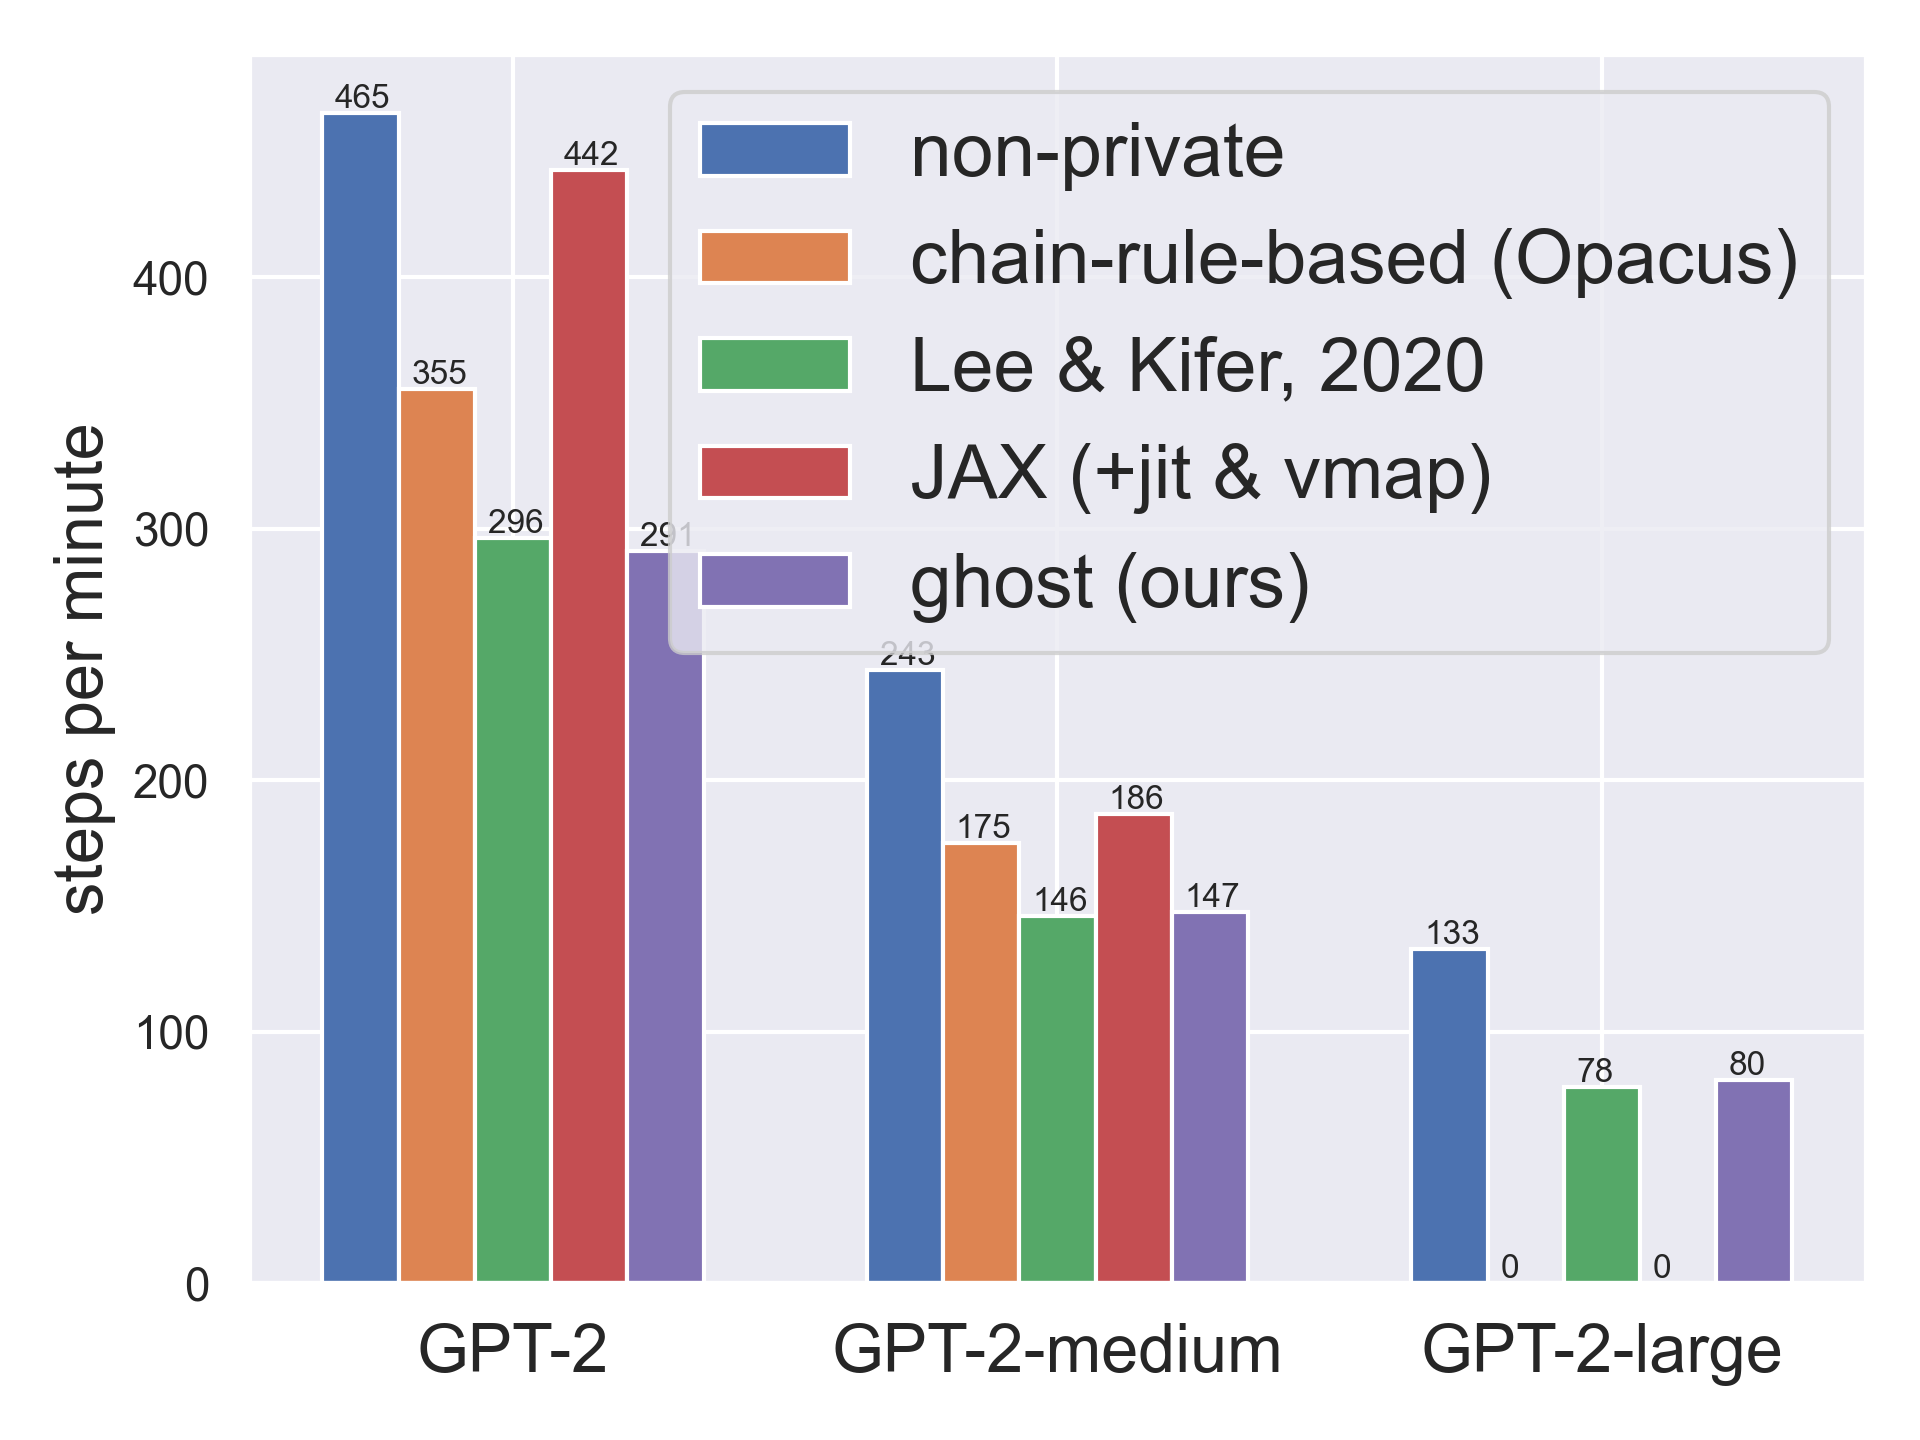 465
442
355
296
291
243
175
146
186
147
133
0
78
0
80
non-private
chain-rule-based (Opacus)
Lee & Kifer, 2020
JAX (+jit & vmap)
ghost (ours)
steps per minute
400
300
200
100
0
GPT-2
GPT-2-medium
GPT-2-large